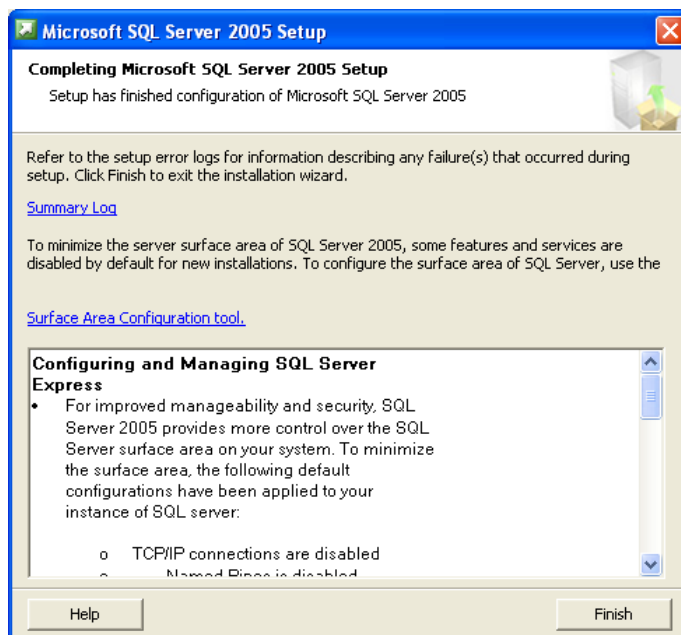 Microsoft SQL Server 2005 Setup
Completing Microsoft SQL Server 2005 Setup
Setup has finished configuration of Microsoft SQL Server 2005
Refer to the setup error logs for information describing any failure(s) that occurred during
setup. Click Finish to exit the installation wizard.
Summary Log
To minimize the server surface area of SQL Server 2005, some features and services are
disabled by default for new installations. To configure the surface area of SQL Server, use the
Surface Area Configuration tool.
Configuring and Managing SQL Server
Express
• For improved manageability and security, SQL
Server 2005 provides more control over the SQL
Server surface area on your system. To minimize
the surface area, the following default
configurations have been applied to your
instance of SQL server:
o TCP/IP connections are disabled
o Named Pipes is disabled
Help
Finish